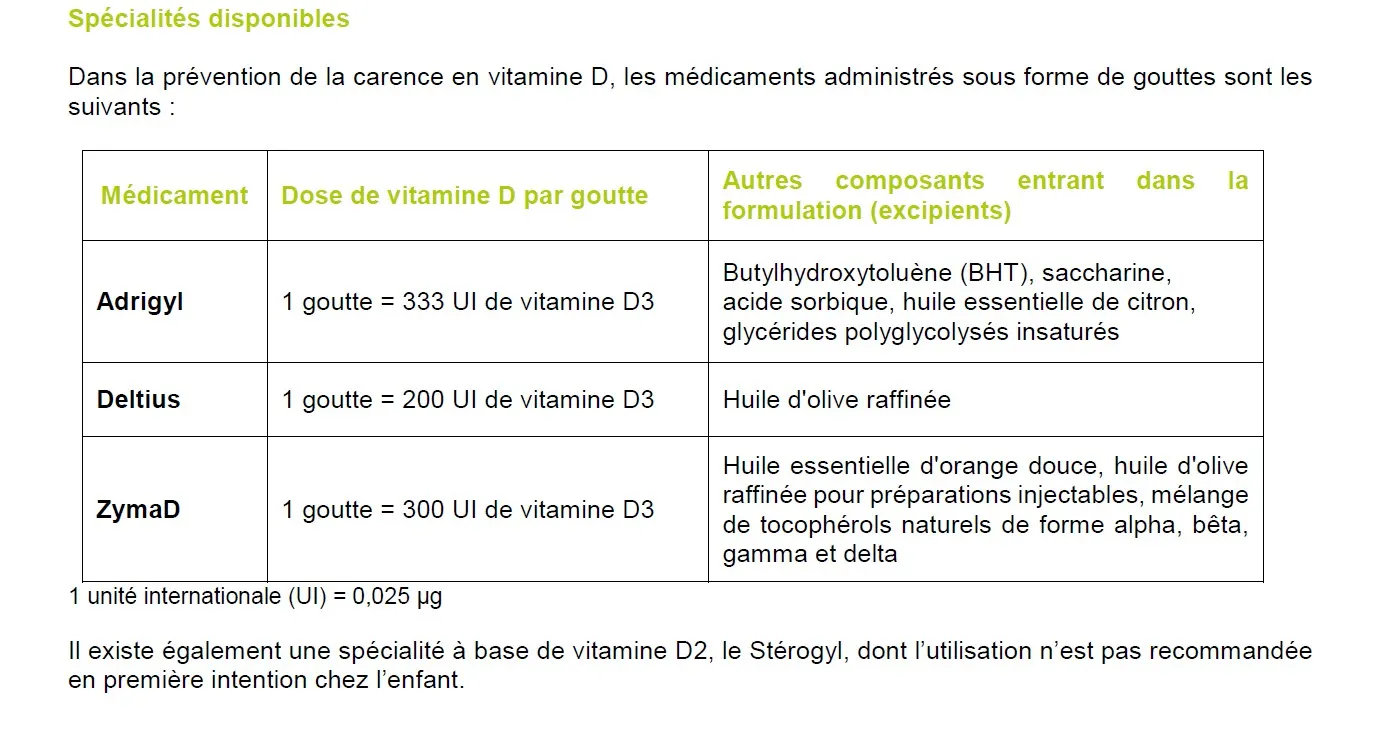 Spécialités disponibles
Dans la prévention de la carence en vitamine D, les médicaments administrés sous forme de gouttes sont les
suivants :
Médicament
Dose de vitamine D par goutte
Autres composants entrant dans la
formulation (excipients)
Adrigyl
1 goutte = 333 UI de vitamine D3
Butylhydroxytoluène (BHT), saccharine,
acide sorbique, huile essentielle de citron,
glycérides polyglycolysés insaturés
Deltius
1 goutte = 200 UI de vitamine D3
Huile d'olive raffinée
ZymaD
1 goutte = 300 UI de vitamine D3
Huile essentielle d'orange douce, huile d'olive
raffinée pour préparations injectables, mélange
de tocophérols naturels de forme alpha, bêta,
gamma et delta
1 unité internationale (UI) = 0,025 µg
Il existe également une spécialité à base de vitamine D2, le Stérogyl, dont l’utilisation n’est pas recommandée
en première intention chez l’enfant.